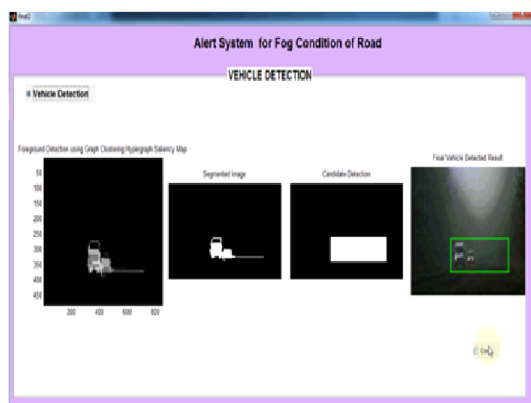 final2
Alert System for Fog Condition of Road
VEHICLE DETECTION
Vehicle Detection
Foreground Detection using Graph Clustering Hypergraph Saliency Map
Segmented Image
Candidate Detection
Final Vehicle Detected Result
50
100
150
200
250
300
350
400
450
200 400 600 800